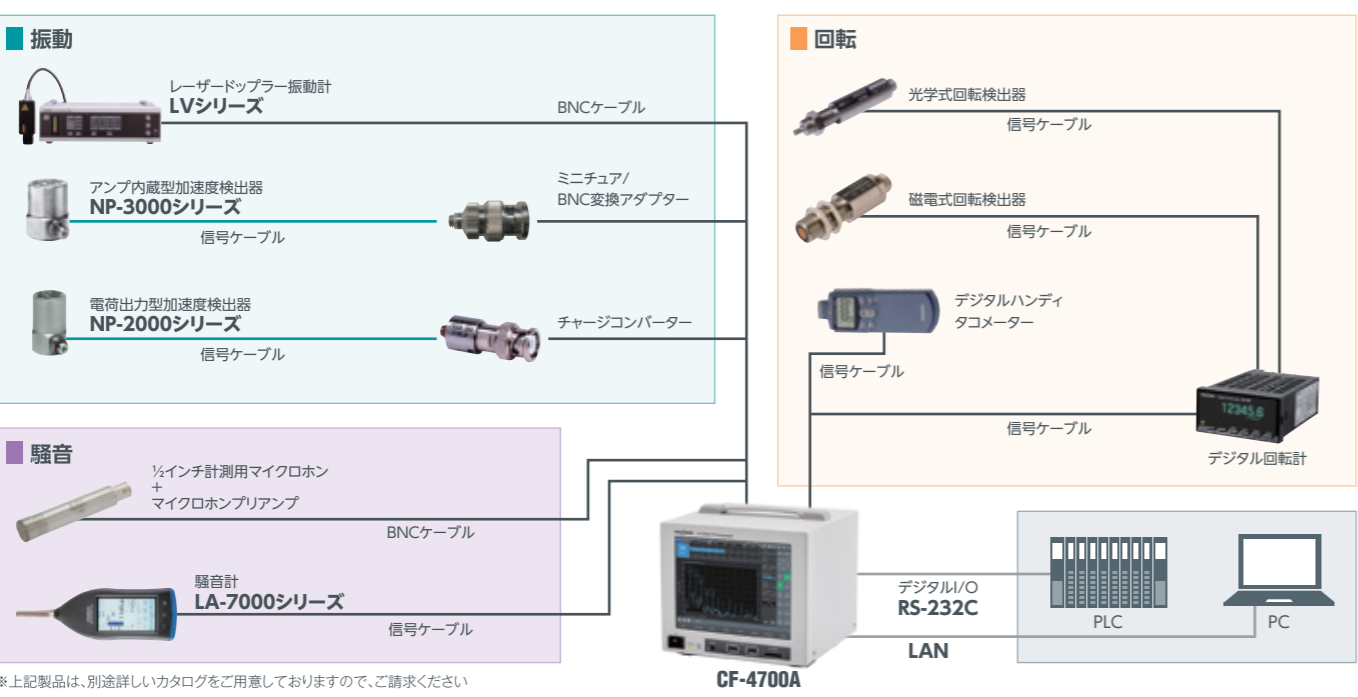 振動
レーザードップラー振動計
LVシリーズ
BNCケーブル
アンプ内蔵型加速度検出器
NP-3000シリーズ
信号ケーブル
ミニチュア/
BNC変換アダプター
電荷出力型加速度検出器
NP-2000シリーズ
信号ケーブル
チャージコンバーター
騒音
½インチ計測用マイクロホン
+
マイクロホンプリアンプ
BNCケーブル
騒音計
LA-7000シリーズ
信号ケーブル
※上記製品は、別途詳しいカタログをご用意しておりますので、ご請求ください
回転
光学式回転検出器
信号ケーブル
磁電式回転検出器
信号ケーブル
デジタルハンディ
タコメーター
信号ケーブル
信号ケーブル
12345.6
デジタル回転計
CF-4700A
デジタルI/O
RS-232C
LAN
PLC
PC